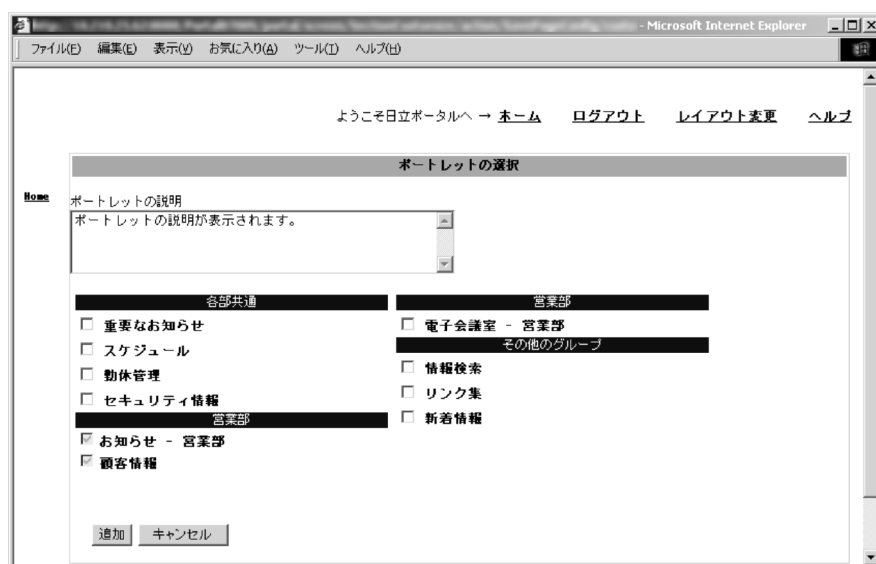 - Microsoft Internet Explorer
ファイル(F) 編集(E) 表示(V) お気に入り(A) ツール(T) ヘルプ(H)
ようこそ日立ポータルへ → ホーム ログアウト レイアウト変更 ヘルプ
ポートレットの選択
Home
ポートレットの説明
ポートレットの説明が表示されます。
各部共通
重要なお知らせ
スケジュール
勤休管理
セキュリティ情報
営業部
お知らせ - 営業部
顧客情報
営業部
電子会議室 - 営業部
その他のグループ
情報検索
リンク集
新着情報
追加 キャンセル